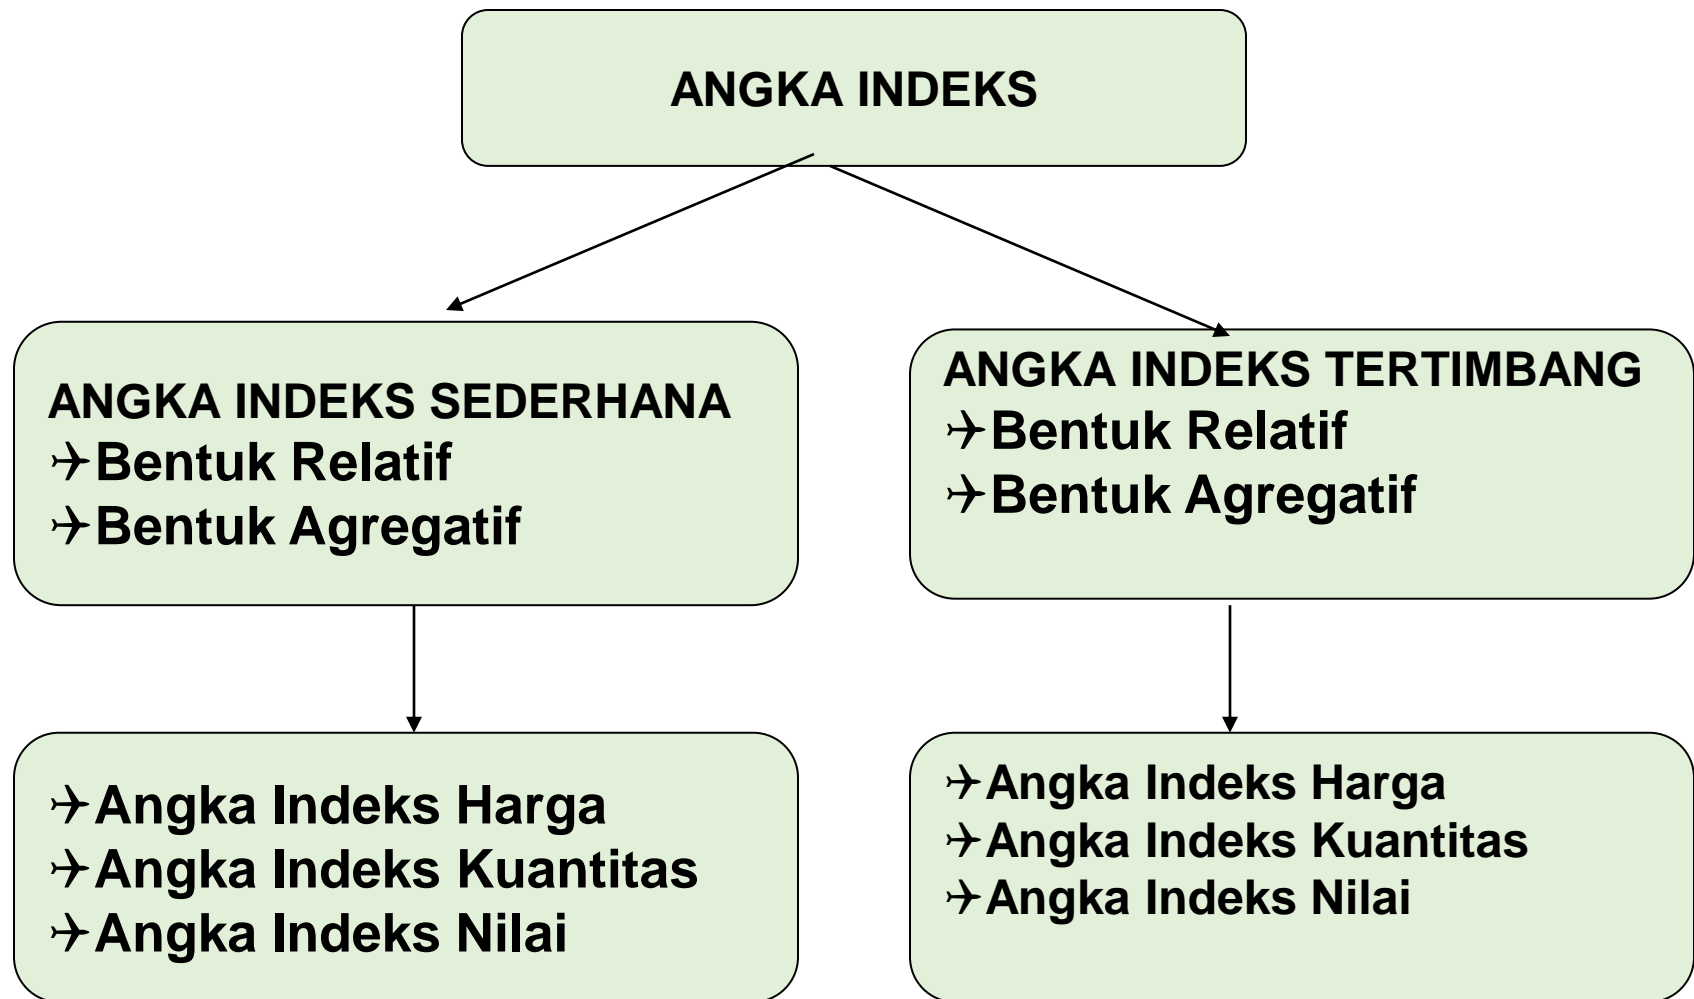 ANGKA INDEKS
ANGKA INDEKS SEDERHANA
✈Bentuk Relatif
✈Bentuk Agregatif
ANGKA INDEKS TERTIMBANG
✈Bentuk Relatif
✈Bentuk Agregatif
✈Angka Indeks Harga
✈Angka Indeks Kuantitas
✈Angka Indeks Nilai
✈Angka Indeks Harga
✈Angka Indeks Kuantitas
✈Angka Indeks Nilai